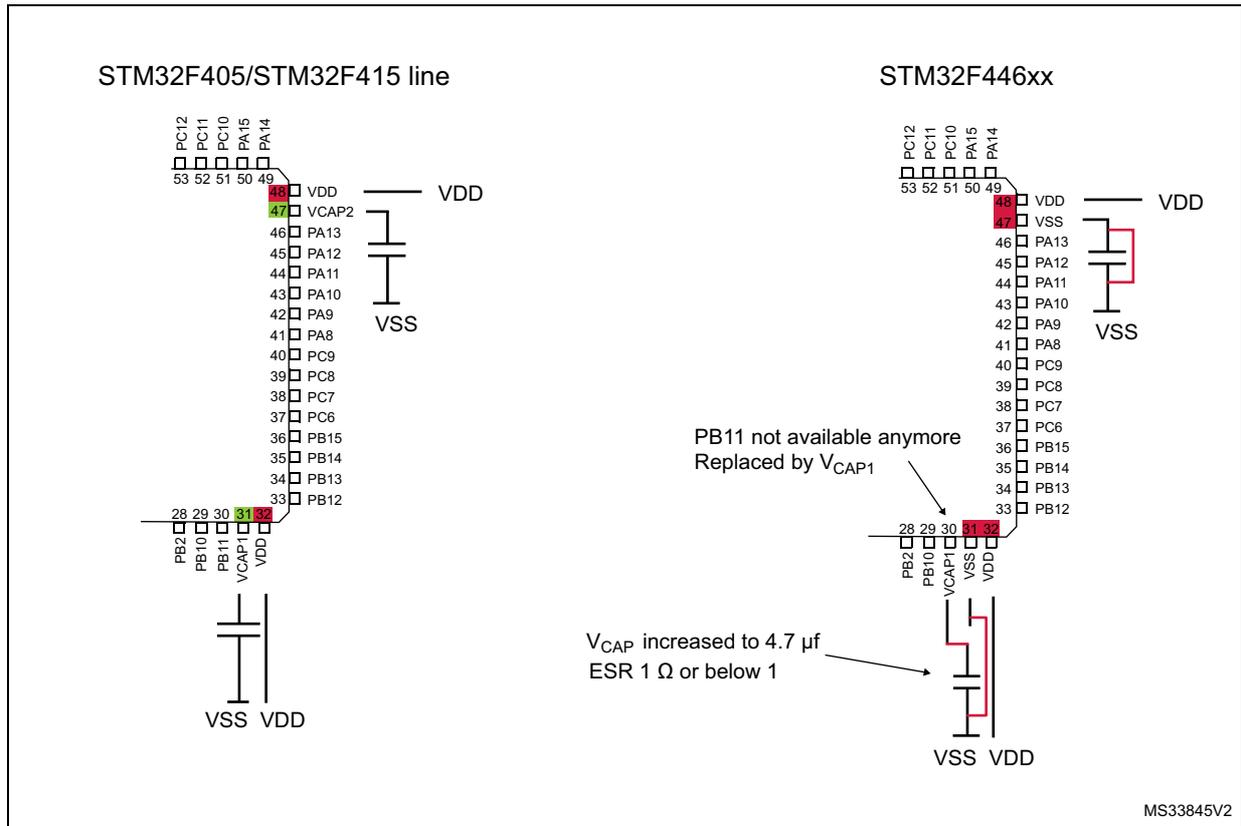 STM32F405/STM32F415 line
PC12
PC11
PC10
PA15
PA14
53 52 51 50 49
48 VDD
VDD
47 VCAP2
46 PA13
45 PA12
44 PA11
43 PA10
42 PA9
VSS
41 PA8
40 PC9
39 PC8
38 PC7
37 PC6
36 PB15
35 PB14
34 PB13
33 PB12
28 29 30 31 32
PB2
PB10
PB11
VCAP1
VDD
VSS VDD
STM32F446xx
PC12
PC11
PC10
PA15
PA14
53 52 51 50 49
48 VDD
VDD
47 VSS
46 PA13
45 PA12
44 PA11
43 PA10
42 PA9
VSS
41 PA8
40 PC9
39 PC8
38 PC7
37 PC6
36 PB15
35 PB14
34 PB13
33 PB12
PB11 not available anymore
Replaced by VCAP1
28 29 30 31 32
PB2
PB10
VCAP1
VSS
VDD
VCAP increased to 4.7 µf
ESR 1 Ω or below 1
VSS VDD
MS33845V2